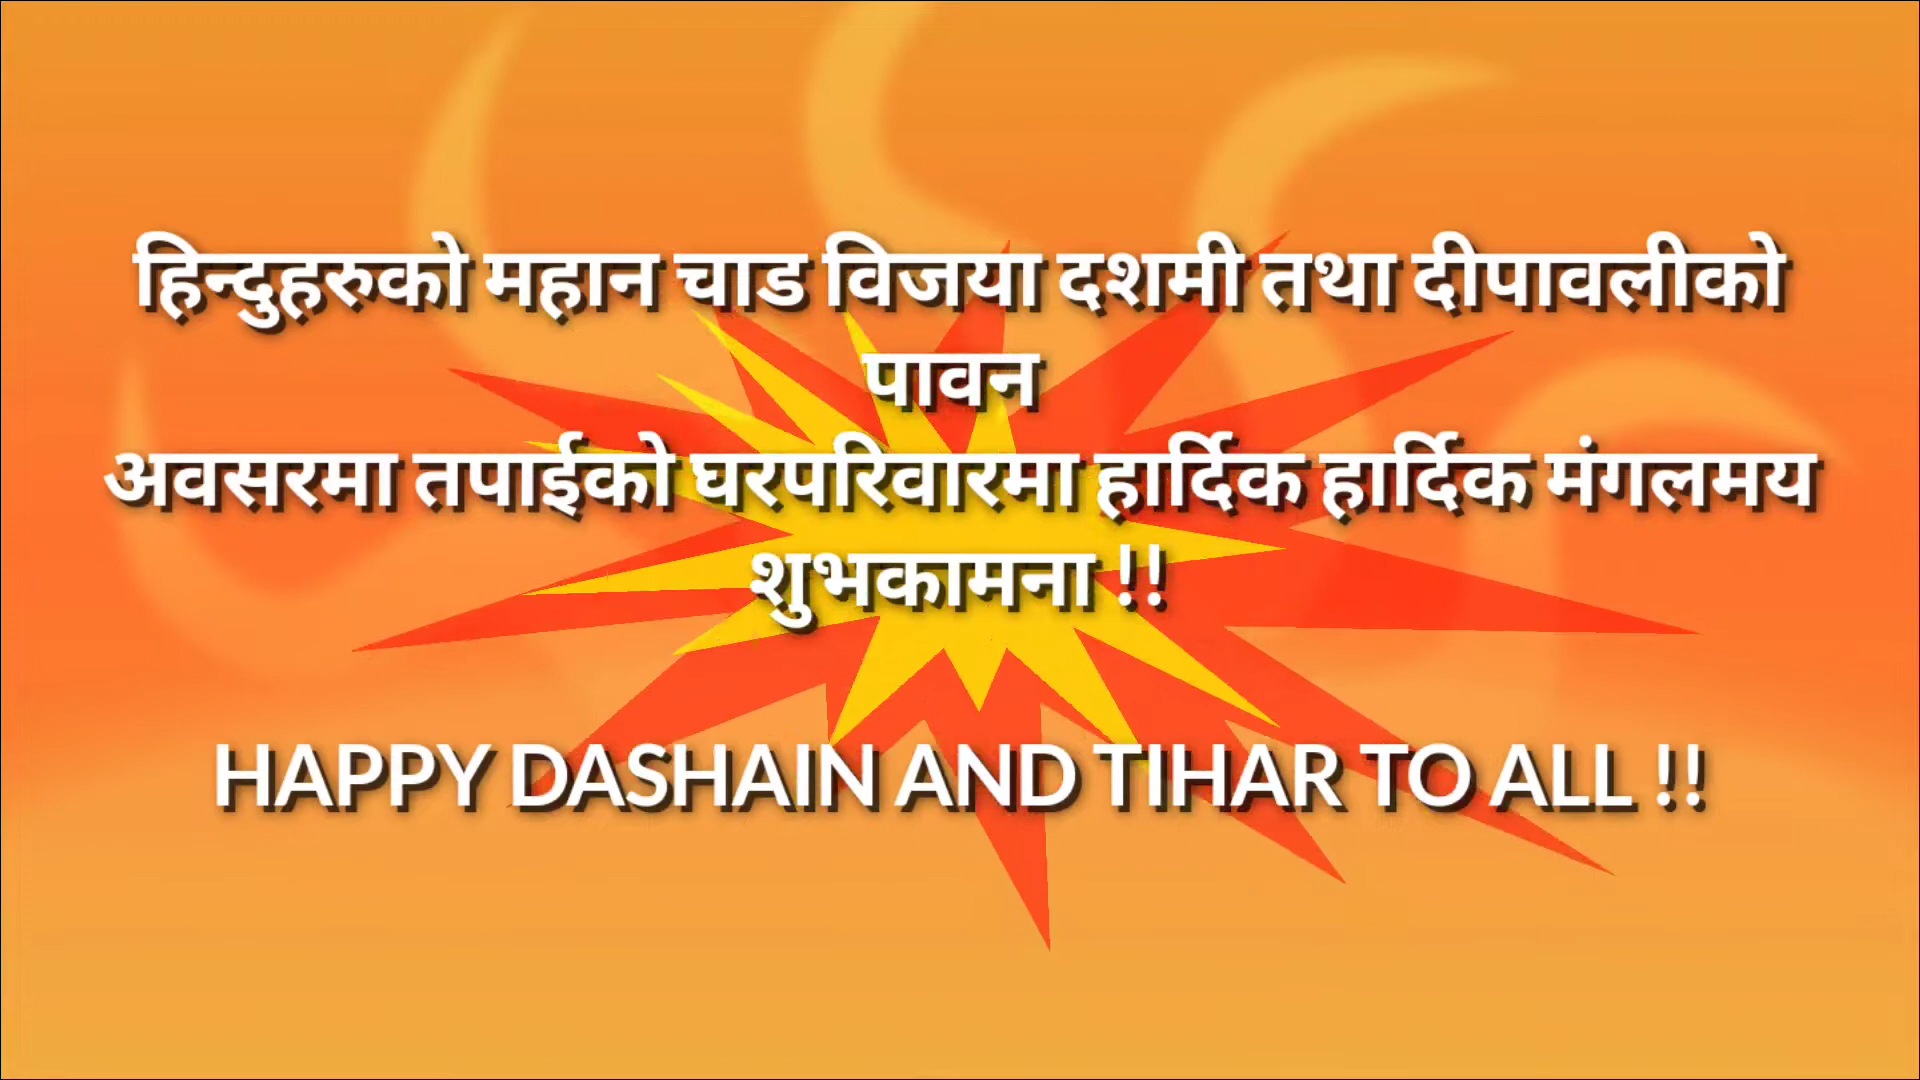 हिन्दुहरुको महान चाड विजया दशमी तथा दीपावलीको
पावन
अवसरमा तपाईको घरपरिवारमा हार्दिक हार्दिक मंगलमय
शुभकामना !!
HAPPY DASHAIN AND TIHAR TO ALL !!